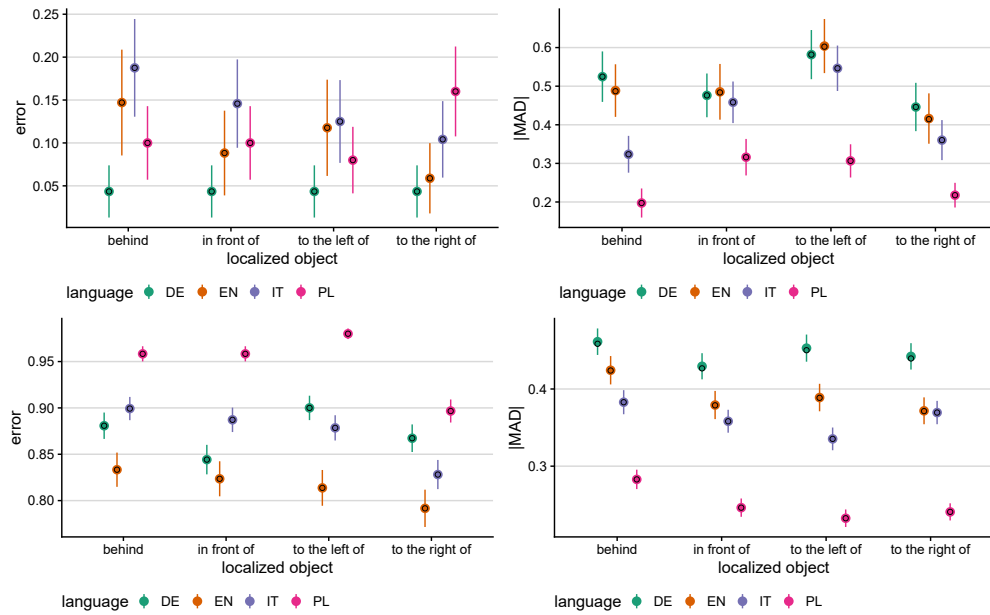 0.25
0.20
0.15
0.10
0.05
error
behind
in front of
to the left of
to the right of
localized object
language DE EN IT PL
0.6
0.5
0.4
0.3
0.2
|MAD|
behind
in front of
to the left of
to the right of
localized object
language DE EN IT PL
0.95
0.90
0.85
0.80
error
behind
in front of
to the left of
to the right of
localized object
language DE EN IT PL
0.4
0.3
|MAD|
behind
in front of
to the left of
to the right of
localized object
language DE EN IT PL